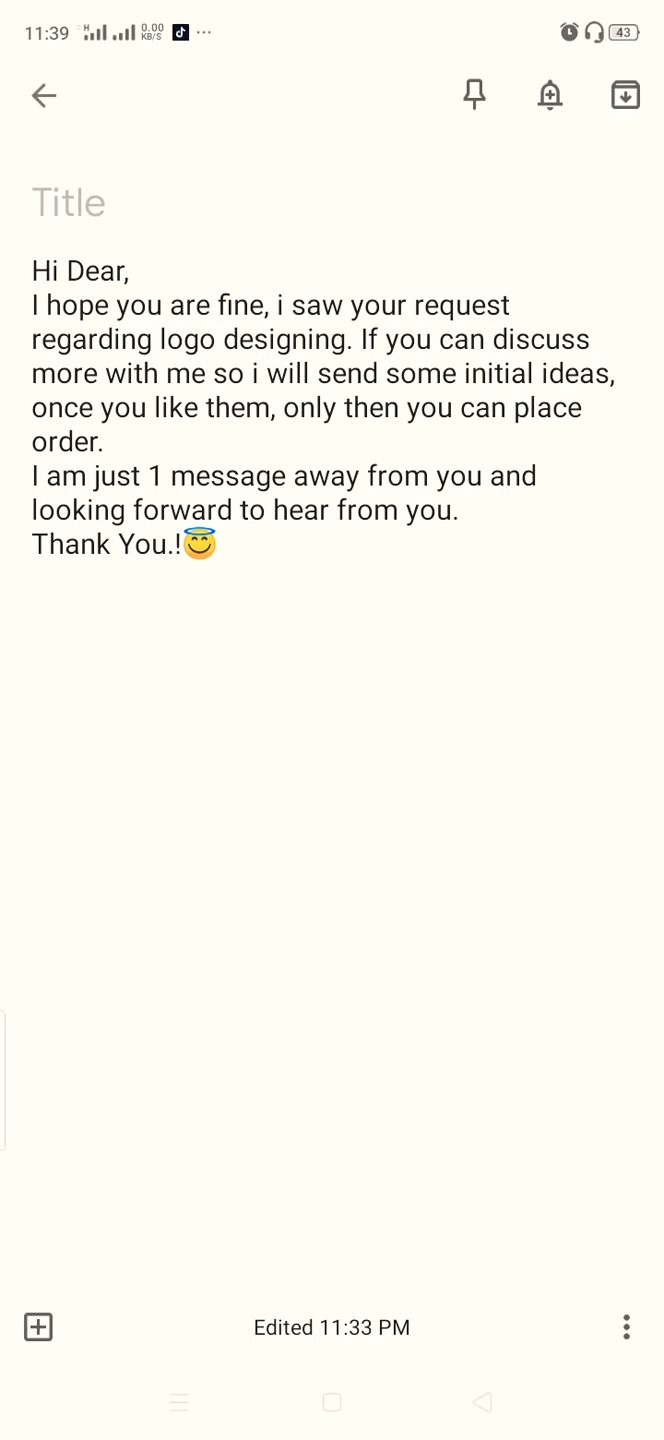 11:39 H 0.00 KB/S ... 43
Title
Hi Dear,
I hope you are fine, i saw your request
regarding logo designing. If you can discuss
more with me so i will send some initial ideas,
once you like them, only then you can place
order.
I am just 1 message away from you and
looking forward to hear from you.
Thank You.!😇
Edited 11:33 PM